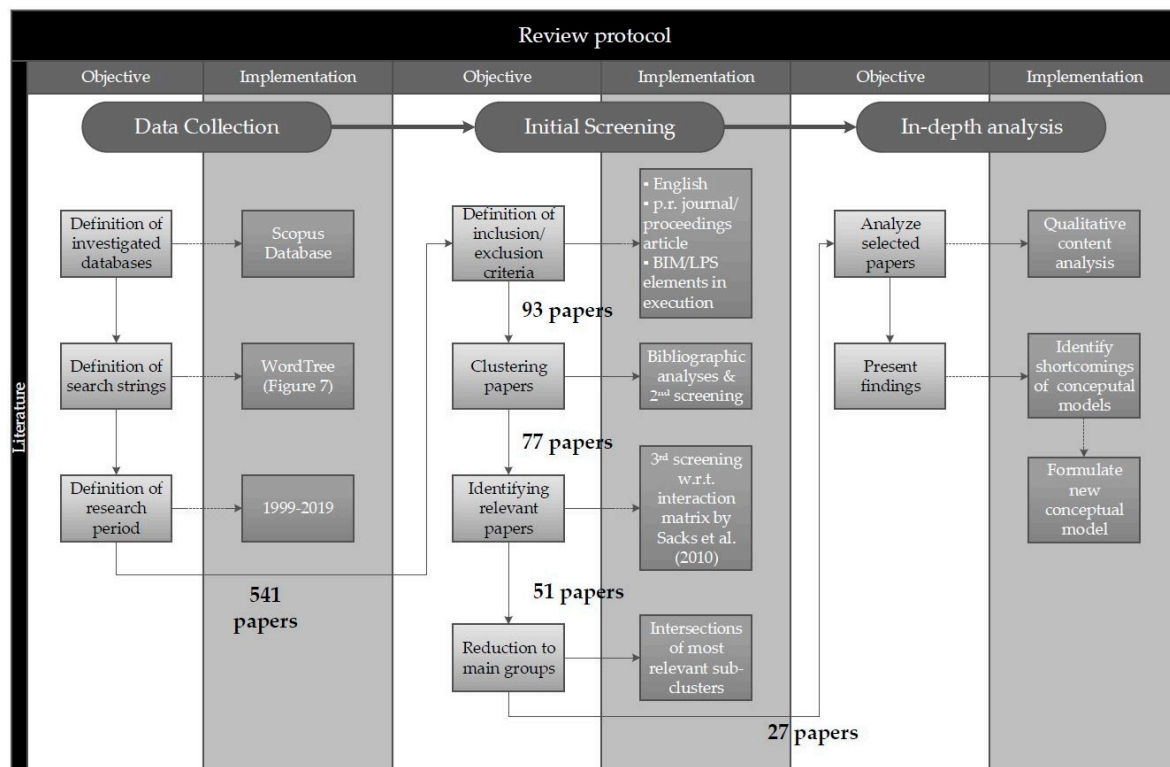 Review protocol
Objective
Implementation
Objective
Implementation
Objective
Implementation
Data Collection
Initial Screening
In-depth analysis
Literature
Definition of
investigated
databases
Scopus
Database
Definition of
search strings
WordTree
(Figure 7)
Definition of
research
period
1999-2019
541
papers
Definition of
inclusion/
exclusion
criteria
▪ English
▪ p.r. journal/
proceedings
article
▪ BIM/LPS
elements in
execution
93 papers
Clustering
papers
Bibliographic
analyses &
2nd screening
77 papers
Identifying
relevant
papers
3rd screening
w.r.t.
interaction
matrix by
Sacks et al.
(2010)
51 papers
Reduction to
main groups
Intersections
of most
relevant sub-
clusters
27 papers
Analyze
selected
papers
Qualitative
content
analysis
Present
findings
Identify
shortcomings
of conceputal
models
Formulate
new
conceptual
model